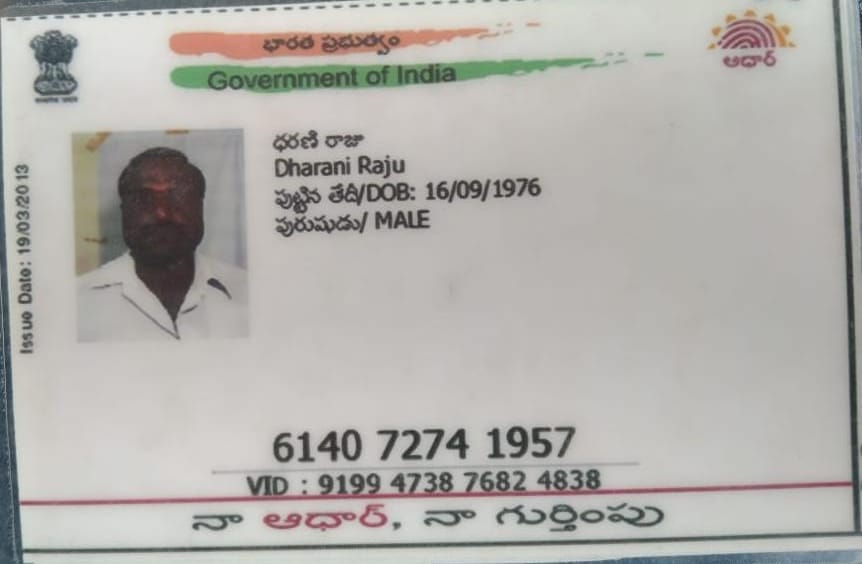 భారత ప్రభుత్వం
Government of India
ఆధార్
Issue Date: 19/03/2013
ధరణి రాజు
Dharani Raju
పుట్టిన తేదీ/DOB: 16/09/1976
పురుషుడు/ MALE
6140 7274 1957
VID : 9199 4738 7682 4838
నా ఆధార్, నా గుర్తింపు